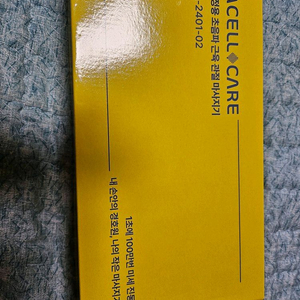 ACELL◆CARE
정용 초음파 근육 관절 마사지기
-2401-02
1초에 100만번 미세 진동
내 손안의 경호원, 나의 작은 마사지기